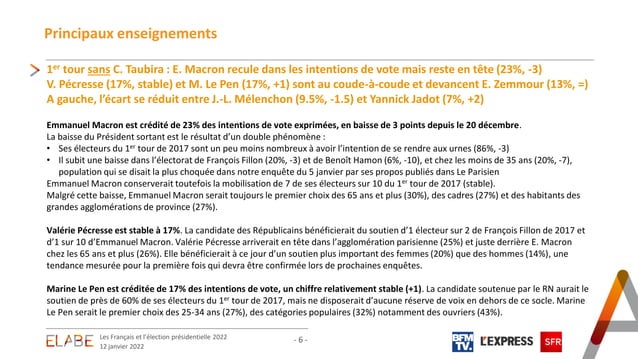 Principaux enseignements
1er tour sans C. Taubira : E. Macron recule dans les intentions de vote mais reste en tête (23%, -3)
V. Pécresse (17%, stable) et M. Le Pen (17%, +1) sont au coude-à-coude et devancent E. Zemmour (13%, =)
A gauche, l'écart se réduit entre J.-L. Mélenchon (9.5%, -1.5) et Yannick Jadot (7%, +2)
Emmanuel Macron est crédité de 23% des intentions de vote exprimées, en baisse de 3 points depuis le 20 décembre.
La baisse du Président sortant est le résultat d'un double phénomène :
• Ses électeurs du 1er tour de 2017 sont un peu moins nombreux à avoir l'intention de se rendre aux urnes (86%, -3)
• Il subit une baisse dans l'électorat de François Fillon (20%, -3) et de Benoît Hamon (6%, -10), et chez les moins de 35 ans (20%, -7),
population qui se disait la plus choquée dans notre enquête du 5 janvier par ses propos publiés dans Le Parisien
Emmanuel Macron conserverait toutefois la mobilisation de 7 de ses électeurs sur 10 du 1er tour de 2017 (stable).
Malgré cette baisse, Emmanuel Macron serait toujours le premier choix des 65 ans et plus (30%), des cadres (27%) et des habitants des
grandes agglomérations de province (27%).
Valérie Pécresse est stable à 17%. La candidate des Républicains bénéficierait du soutien d'1 électeur sur 2 de François Fillon de 2017 et
d'1 sur 10 d'Emmanuel Macron. Valérie Pécresse arriverait en tête dans l'agglomération parisienne (25%) et juste derrière E. Macron
chez les 65 ans et plus (26%). Elle bénéficierait à ce jour d'un soutien plus important des femmes (20%) que des hommes (14%), une
tendance mesurée pour la première fois qui devra être confirmée lors de prochaines enquêtes.
Marine Le Pen est créditée de 17% des intentions de vote, un chiffre relativement stable (+1). La candidate soutenue par le RN aurait le
soutien de près de 60% de ses électeurs du 1er tour de 2017, mais ne disposerait d'aucune réserve de voix en dehors de ce socle. Marine
Le Pen serait le premier choix des 25-34 ans (27%), des catégories populaires (32%) notamment des ouvriers (43%).
ELABE
Les Français et l'élection présidentielle 2022
12 janvier 2022
- 6 -
BFM
TV.
L'EXPRESS
SFR